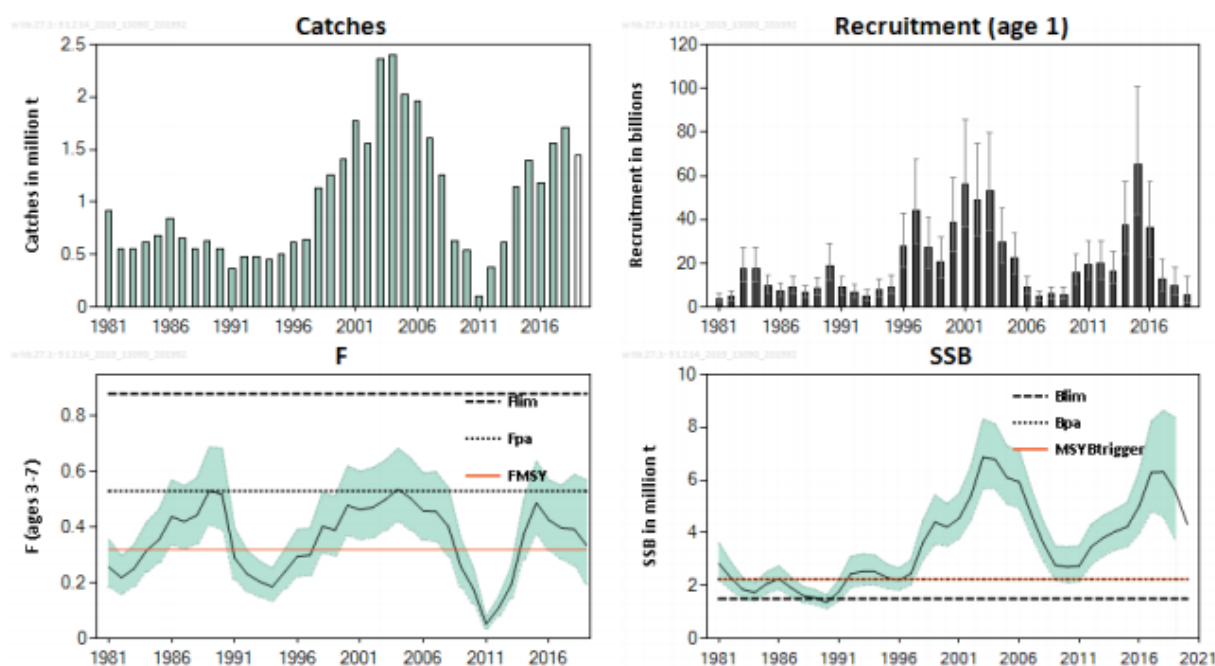 Catches
Catches in million t
2.5
2
1.5
1
0.5
0
1981 1986 1991 1996 2001 2006 2011 2016
Recruitment (age 1)
Recruitment in billions
120
100
80
60
40
20
0
1981 1986 1991 1996 2001 2006 2011 2016
F
F (ages 3-7)
0.8
0.6
0.4
0.2
0
Flim
Fpa
FMSY
1981 1986 1991 1996 2001 2006 2011 2016
SSB
SSB in million t
10
8
6
4
2
0
Blim
Bpa
MSYBtrigger
1981 1986 1991 1996 2001 2006 2011 2016 2021